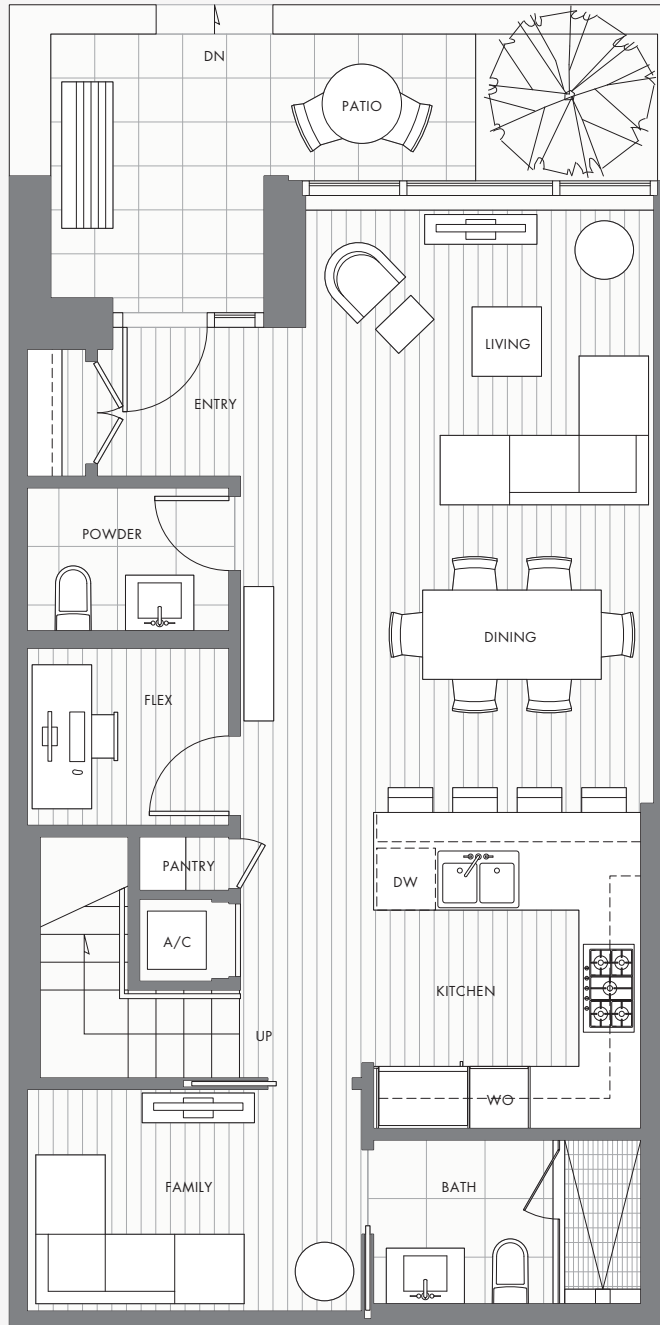 DN
PATIO
LIVING
ENTRY
POWDER
DINING
FLEX
PANTRY
DW
A/C
KITCHEN
UP
WO
FAMILY
BATH